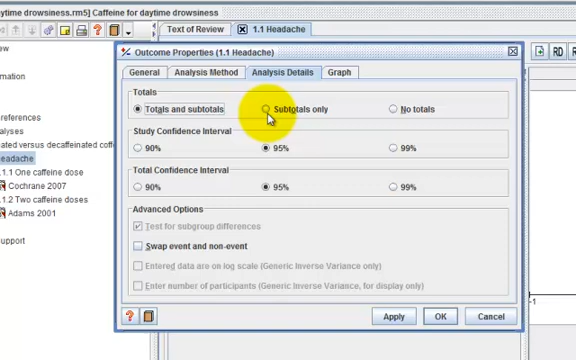 daytime drowsiness.rm5] Caffeine for daytime drowsiness
Text of Review
1.1 Headache
Outcome Properties (1.1 Headache)
General
Analysis Method
Analysis Details
Graph
Totals
Totals and subtotals
Subtotals only
No totals
Study Confidence Interval
90%
95%
99%
Total Confidence Interval
90%
95%
99%
Advanced Options
Test for subgroup differences
Swap event and non-event
Entered data are on log scale (Generic Inverse Variance only)
Enter number of participants (Generic Inverse Variance, for display only)
Apply
OK
Cancel
ew
mation
references
alyses
ated versus decaffeinated coff
eadache
.1.1 One caffeine dose
Cochrane 2007
.1.2 Two caffeine doses
Adams 2001
upport
RD
-1